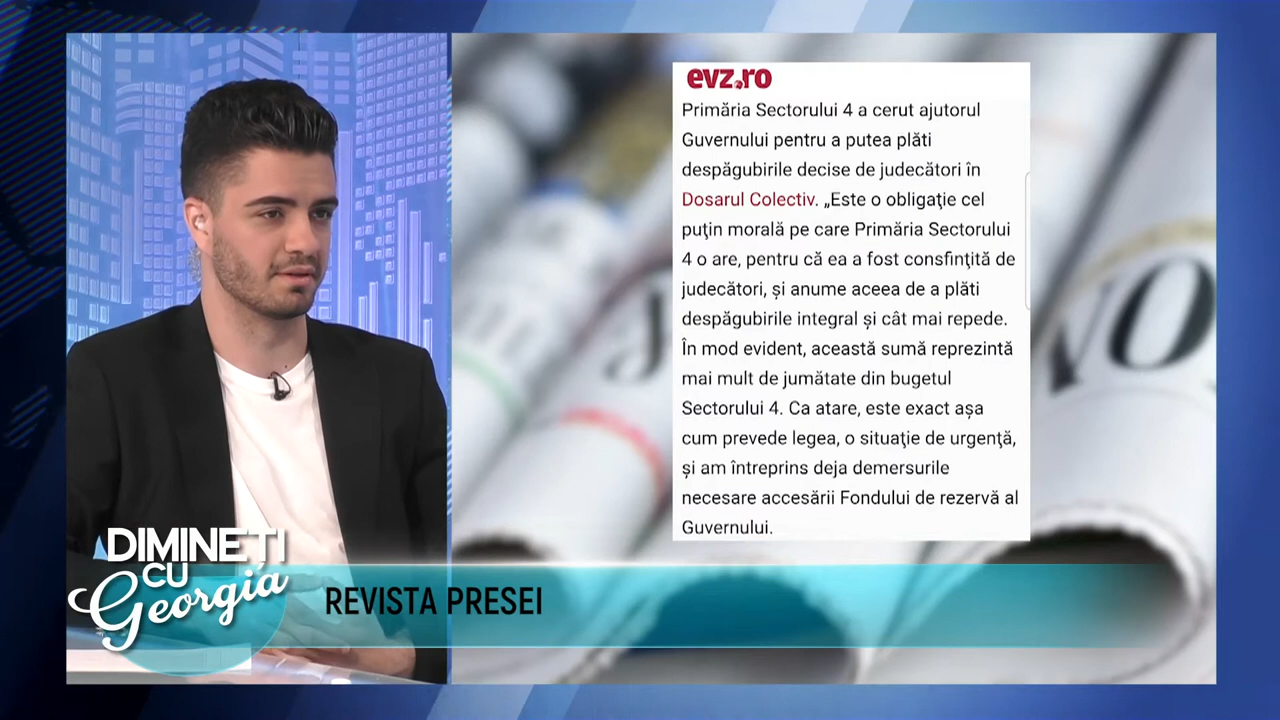 evz.ro
Primăria Sectorului 4 a cerut ajutorul
Guvernului pentru a putea plăti
despăgubirile decise de judecători în
Dosarul Colectiv. „Este o obligaţie cel
puţin morală pe care Primăria Sectorului
4 o are, pentru că ea a fost consfinţită de
judecători, și anume aceea de a plăti
despăgubirile integral și cât mai repede.
În mod evident, această sumă reprezintă
mai mult de jumătate din bugetul
Sectorului 4. Ca atare, este exact așa
cum prevede legea, o situaţie de urgenţă,
și am întreprins deja demersurile
necesare accesării Fondului de rezervă al
Guvernului.
DIMINEȚI
CU
Georgia
REVISTA PRESEI